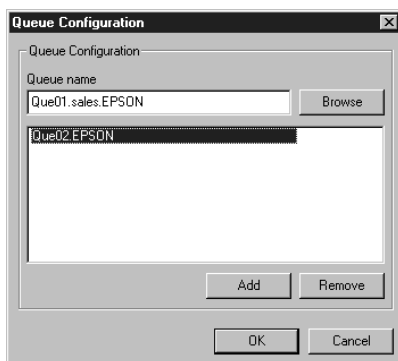 Queue Configuration
Queue Configuration
Queue name
Que01.sales.EPSON
Browse
Que02.EPSON
Add Remove
OK Cancel